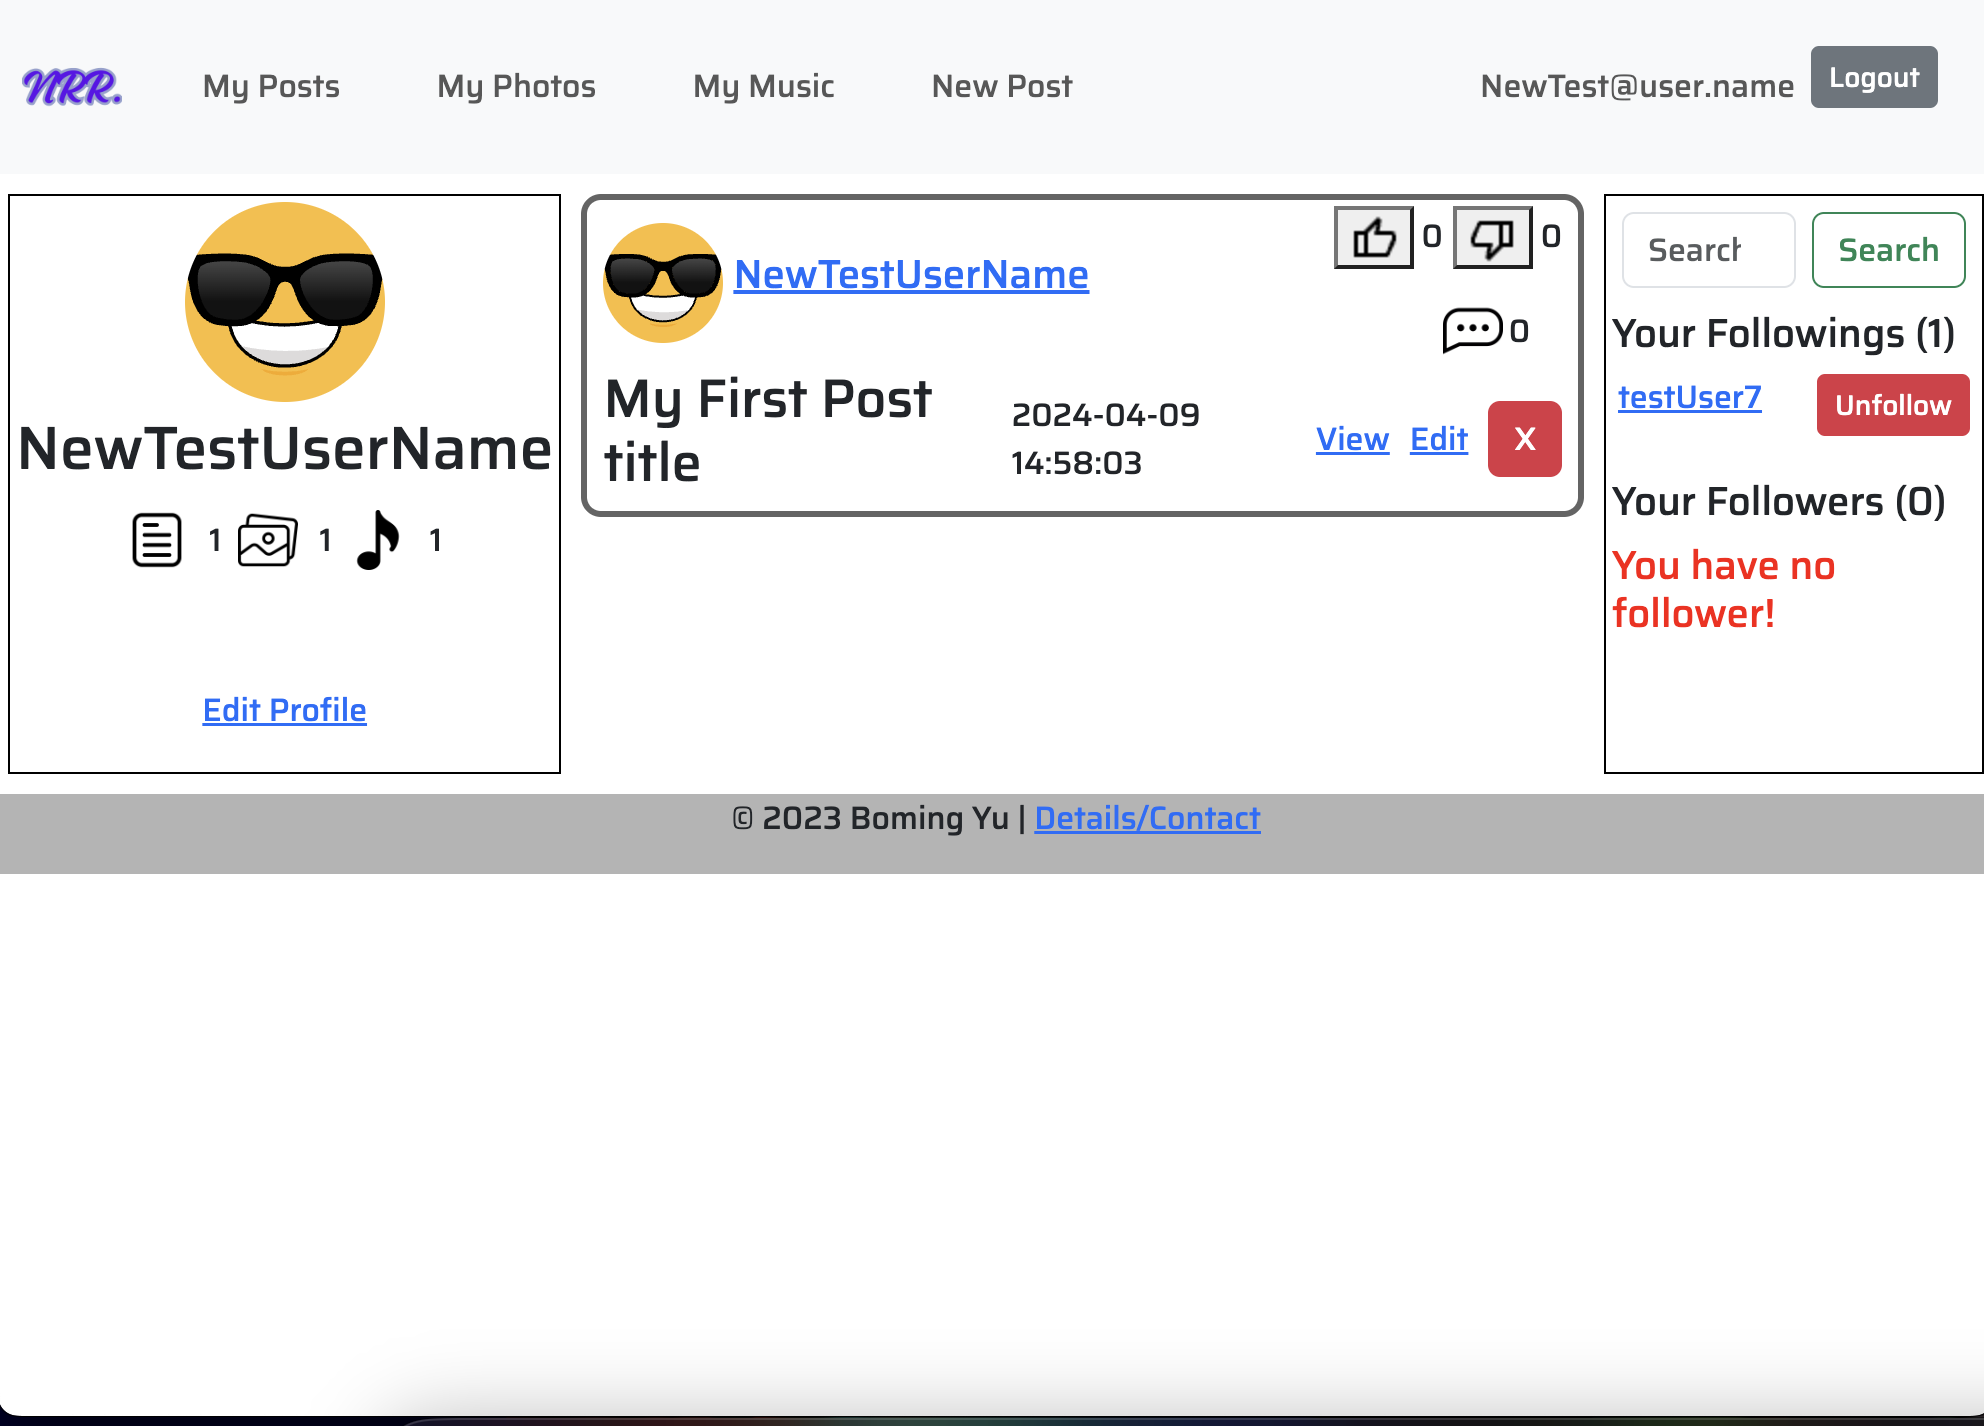 NRR.
My Posts
My Photos
My Music
New Post
NewTest@user.name
Logout
NewTestUserName
1
1
1
Edit Profile
NewTestUserName
0
0
0
My First Post
title
2024-04-09
14:58:03
View
Edit
X
Search
Search
Your Followings (1)
testUser7
Unfollow
Your Followers (0)
You have no
follower!
© 2023 Boming Yu | Details/Contact